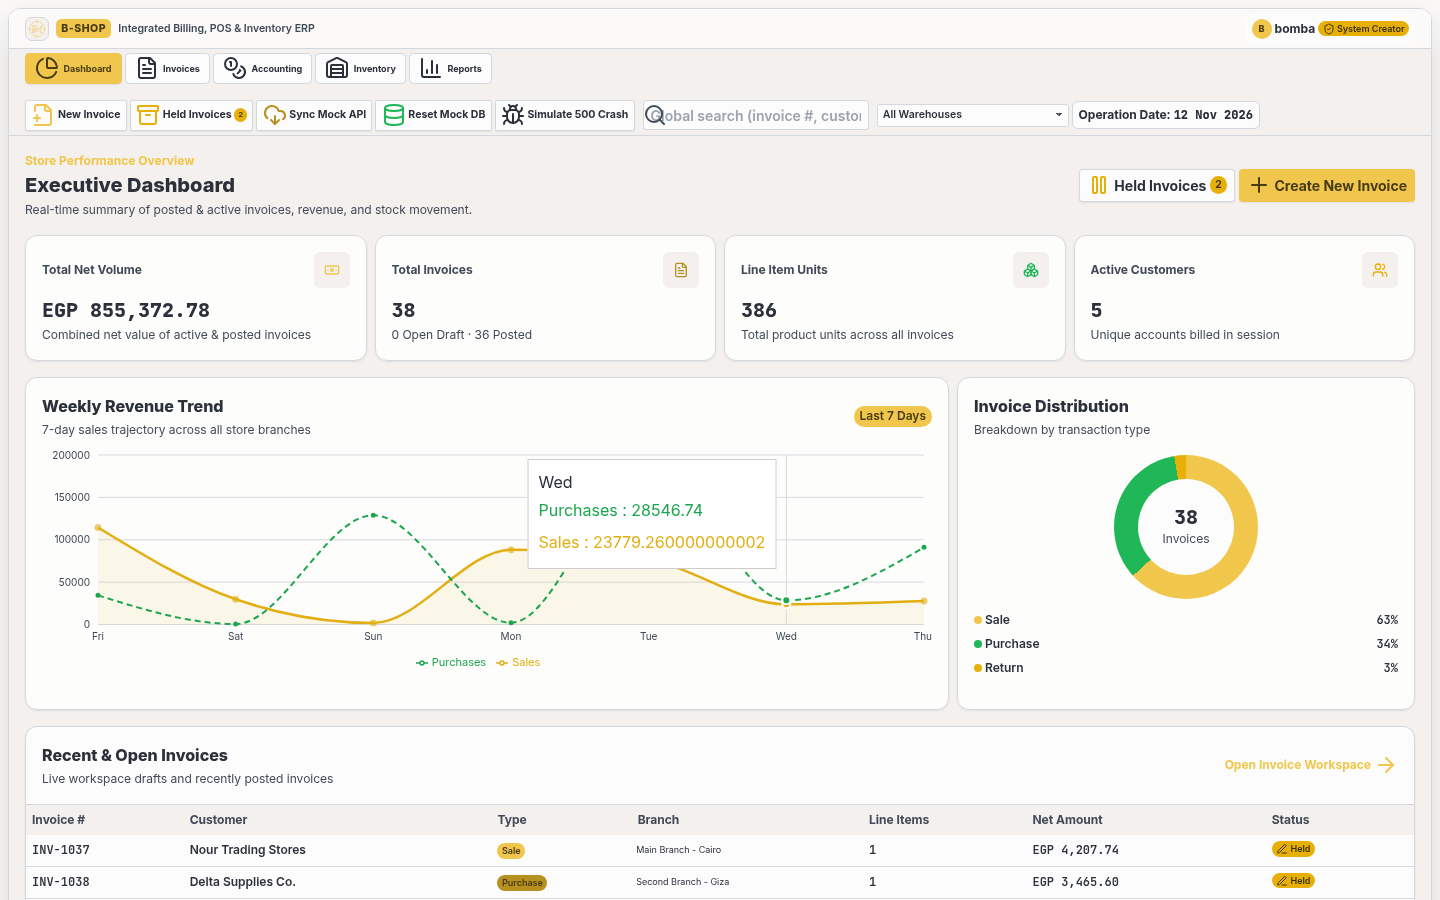 B-SHOP Integrated Billing, POS & Inventory ERP
B bomba System Creator
Dashboard Invoices Accounting Inventory Reports
New Invoice Held Invoices 2 Sync Mock API Reset Mock DB Simulate 500 Crash Global search (invoice #, custor All Warehouses Operation Date: 12 Nov 2026
Store Performance Overview
Executive Dashboard
Real-time summary of posted & active invoices, revenue, and stock movement.
Held Invoices 2 Create New Invoice
Total Net Volume
EGP 855,372.78
Combined net value of active & posted invoices
Total Invoices
38
0 Open Draft · 36 Posted
Line Item Units
386
Total product units across all invoices
Active Customers
5
Unique accounts billed in session
Weekly Revenue Trend
7-day sales trajectory across all store branches
Last 7 Days
200000
150000
100000
50000
0
Fri Sat Sun Mon Tue Wed Thu
Wed
Purchases : 28546.74
Sales : 23779.260000000002
Purchases Sales
Invoice Distribution
Breakdown by transaction type
38
Invoices
Sale 63%
Purchase 34%
Return 3%
Recent & Open Invoices
Live workspace drafts and recently posted invoices
Open Invoice Workspace
Invoice # Customer Type Branch Line Items Net Amount Status
INV-1037 Nour Trading Stores Sale Main Branch - Cairo 1 EGP 4,207.74 Held
INV-1038 Delta Supplies Co. Purchase Second Branch - Giza 1 EGP 3,465.60 Held